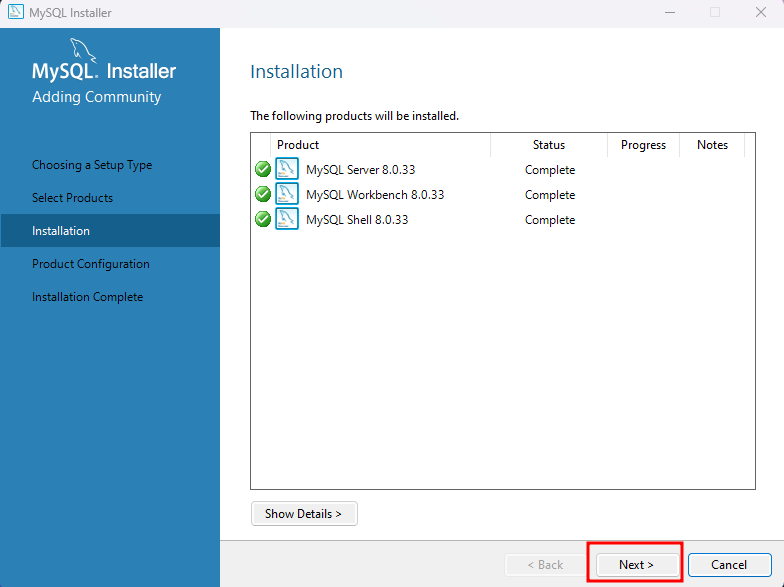 MySQL Installer
MySQL. Installer
Adding Community
Choosing a Setup Type
Select Products
Installation
Product Configuration
Installation Complete
Installation
The following products will be installed.
Product Status Progress Notes
MySQL Server 8.0.33 Complete
MySQL Workbench 8.0.33 Complete
MySQL Shell 8.0.33 Complete
Show Details >
< Back Next > Cancel